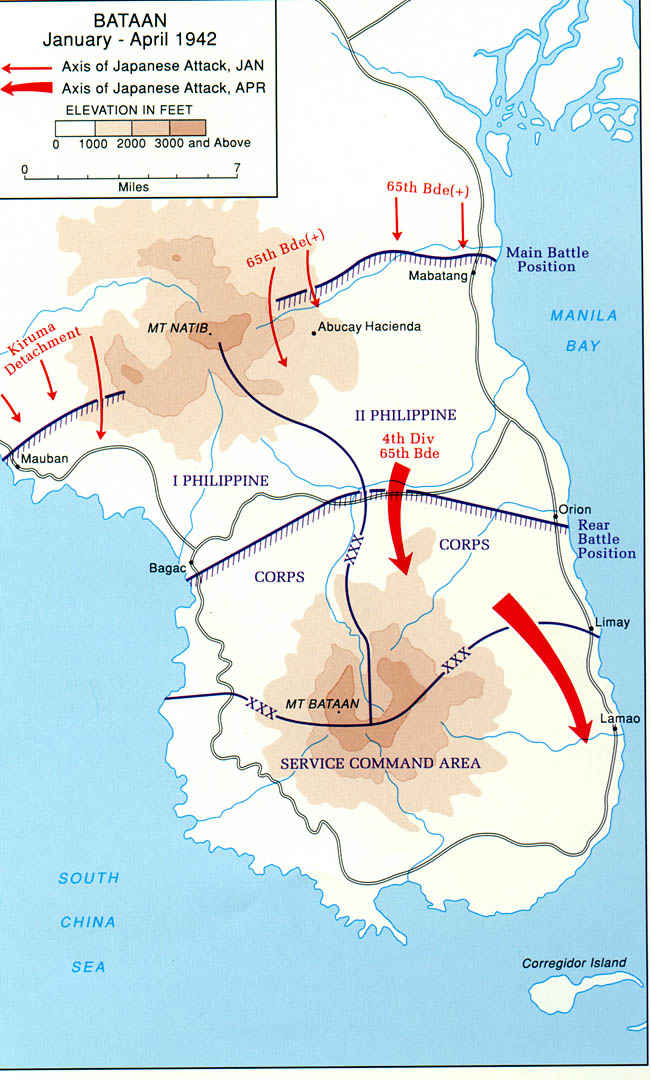 BATAAN
January - April 1942
Axis of Japanese Attack, JAN
Axis of Japanese Attack, APR
ELEVATION IN FEET
0 1000 2000 3000 and Above
0 7
Miles
65th Bde(+)
65th Bde(+)
Main Battle
Position
Mabatang
MANILA
BAY
MT NATIB
Abucay Hacienda
Kiruma
Detachment
II PHILIPPINE
4th Div
65th Bde
Mauban
I PHILIPPINE
Orion
Rear
Battle
Position
XXX
CORPS
Bagac
CORPS
Limay
XXX
XXX
MT BATAAN
Lamao
SERVICE COMMAND AREA
SOUTH
CHINA
SEA
Corregidor Island